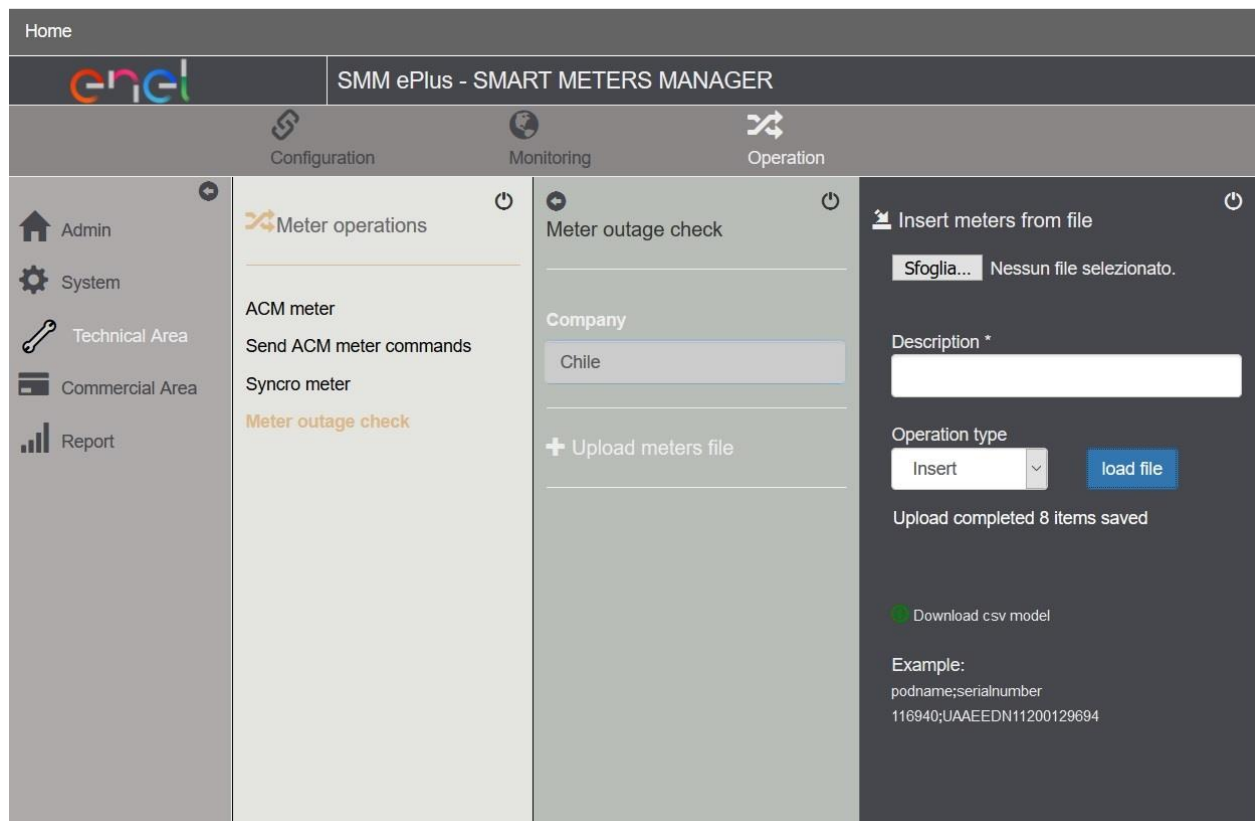 Home
enel
SMM ePlus - SMART METERS MANAGER
Configuration
Monitoring
Operation
Admin
System
Technical Area
Commercial Area
Report
Meter operations
ACM meter
Send ACM meter commands
Syncro meter
Meter outage check
Meter outage check
Company
Chile
Upload meters file
Insert meters from file
Sfoglia... Nessun file selezionato.
Description *
Operation type
Insert
load file
Upload completed 8 items saved
Download csv model
Example:
podname;serialnumber
116940;UAAEEDN11200129694